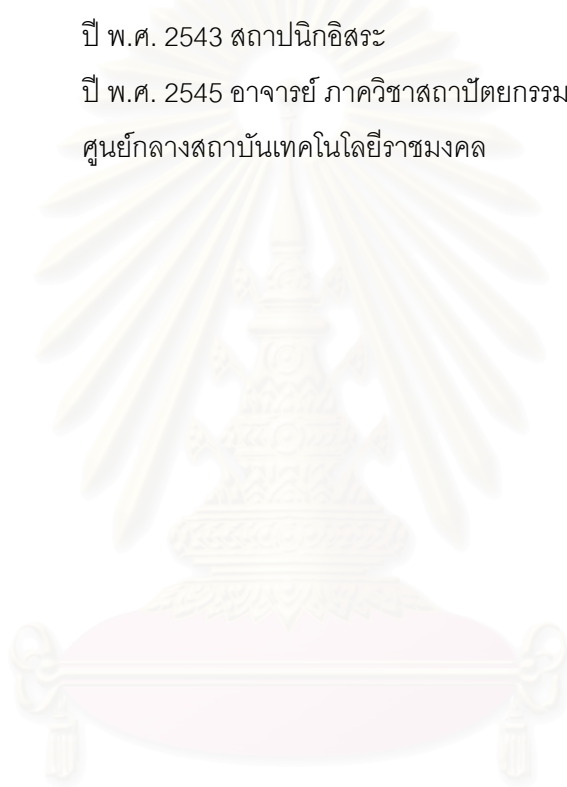 ปี พ.ศ. 2543 สถาปนิกอิสระ
ปี พ.ศ. 2545 อาจารย์ ภาควิชาสถาปัตยกรรม
ศูนย์กลางสถาบันเทคโนโลยีราชมงคล